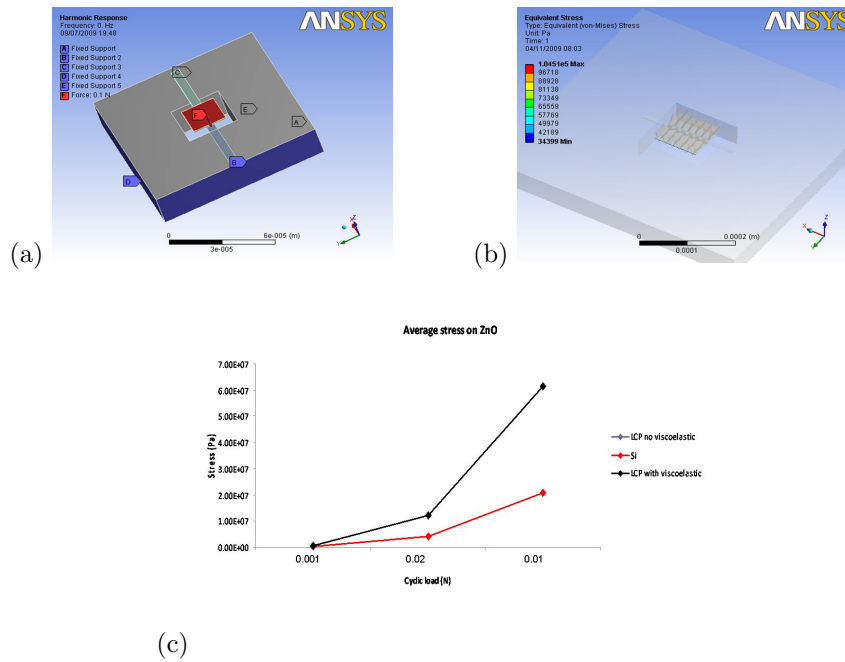 Harmonic Response
Frequency: 0. Hz
09/07/2009 19:49
A Fixed Support
B Fixed Support 2
C Fixed Support 3
D Fixed Support 4
E Fixed Support 5
F Force: 0.1 N
ANSYS
C
F
E
A
B
D
0
6e-005 (m)
3e-005
X
Y
Z
(a)
Equivalent Stress
Type: Equivalent (von-Mises) Stress
Unit: Pa
Time: 1
04/11/2009 08:03
1.0451e5 Max
96718
88928
81138
73349
65559
57769
49979
42189
34399 Min
ANSYS
0
0.0002 (m)
0.0001
X
Y
Z
(b)
Average stress on ZnO
7.00E+07
6.00E+07
5.00E+07
4.00E+07
3.00E+07
2.00E+07
1.00E+07
0.00E+00
Stress (Pa)
0.001
0.02
0.01
Cyclic load (N)
LCP no viscoelastic
Si
LCP with viscoelastic
(c)